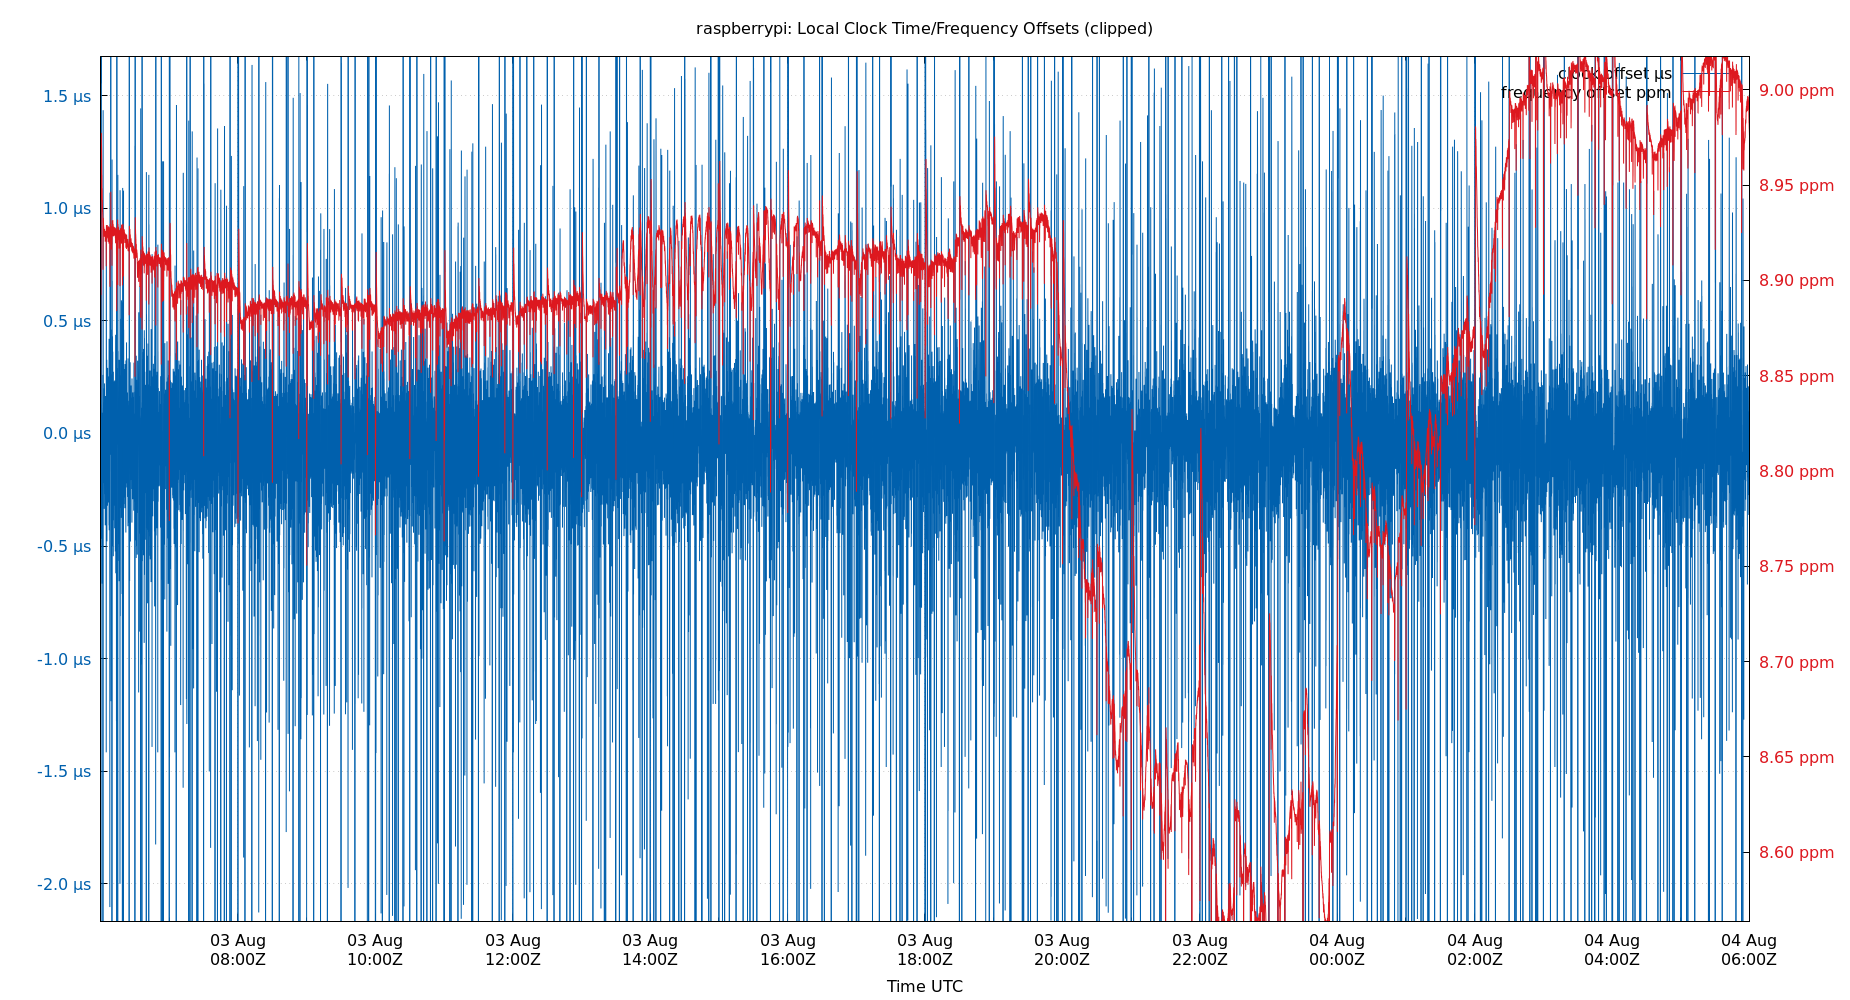 raspberrypi: Local Clock Time/Frequency Offsets (clipped)
clock offset µs
frequency offset ppm
1.5 µs
1.0 µs
0.5 µs
0.0 µs
-0.5 µs
-1.0 µs
-1.5 µs
-2.0 µs
9.00 ppm
8.95 ppm
8.90 ppm
8.85 ppm
8.80 ppm
8.75 ppm
8.70 ppm
8.65 ppm
8.60 ppm
03 Aug
08:00Z
03 Aug
10:00Z
03 Aug
12:00Z
03 Aug
14:00Z
03 Aug
16:00Z
03 Aug
18:00Z
03 Aug
20:00Z
03 Aug
22:00Z
04 Aug
00:00Z
04 Aug
02:00Z
04 Aug
04:00Z
04 Aug
06:00Z
Time UTC